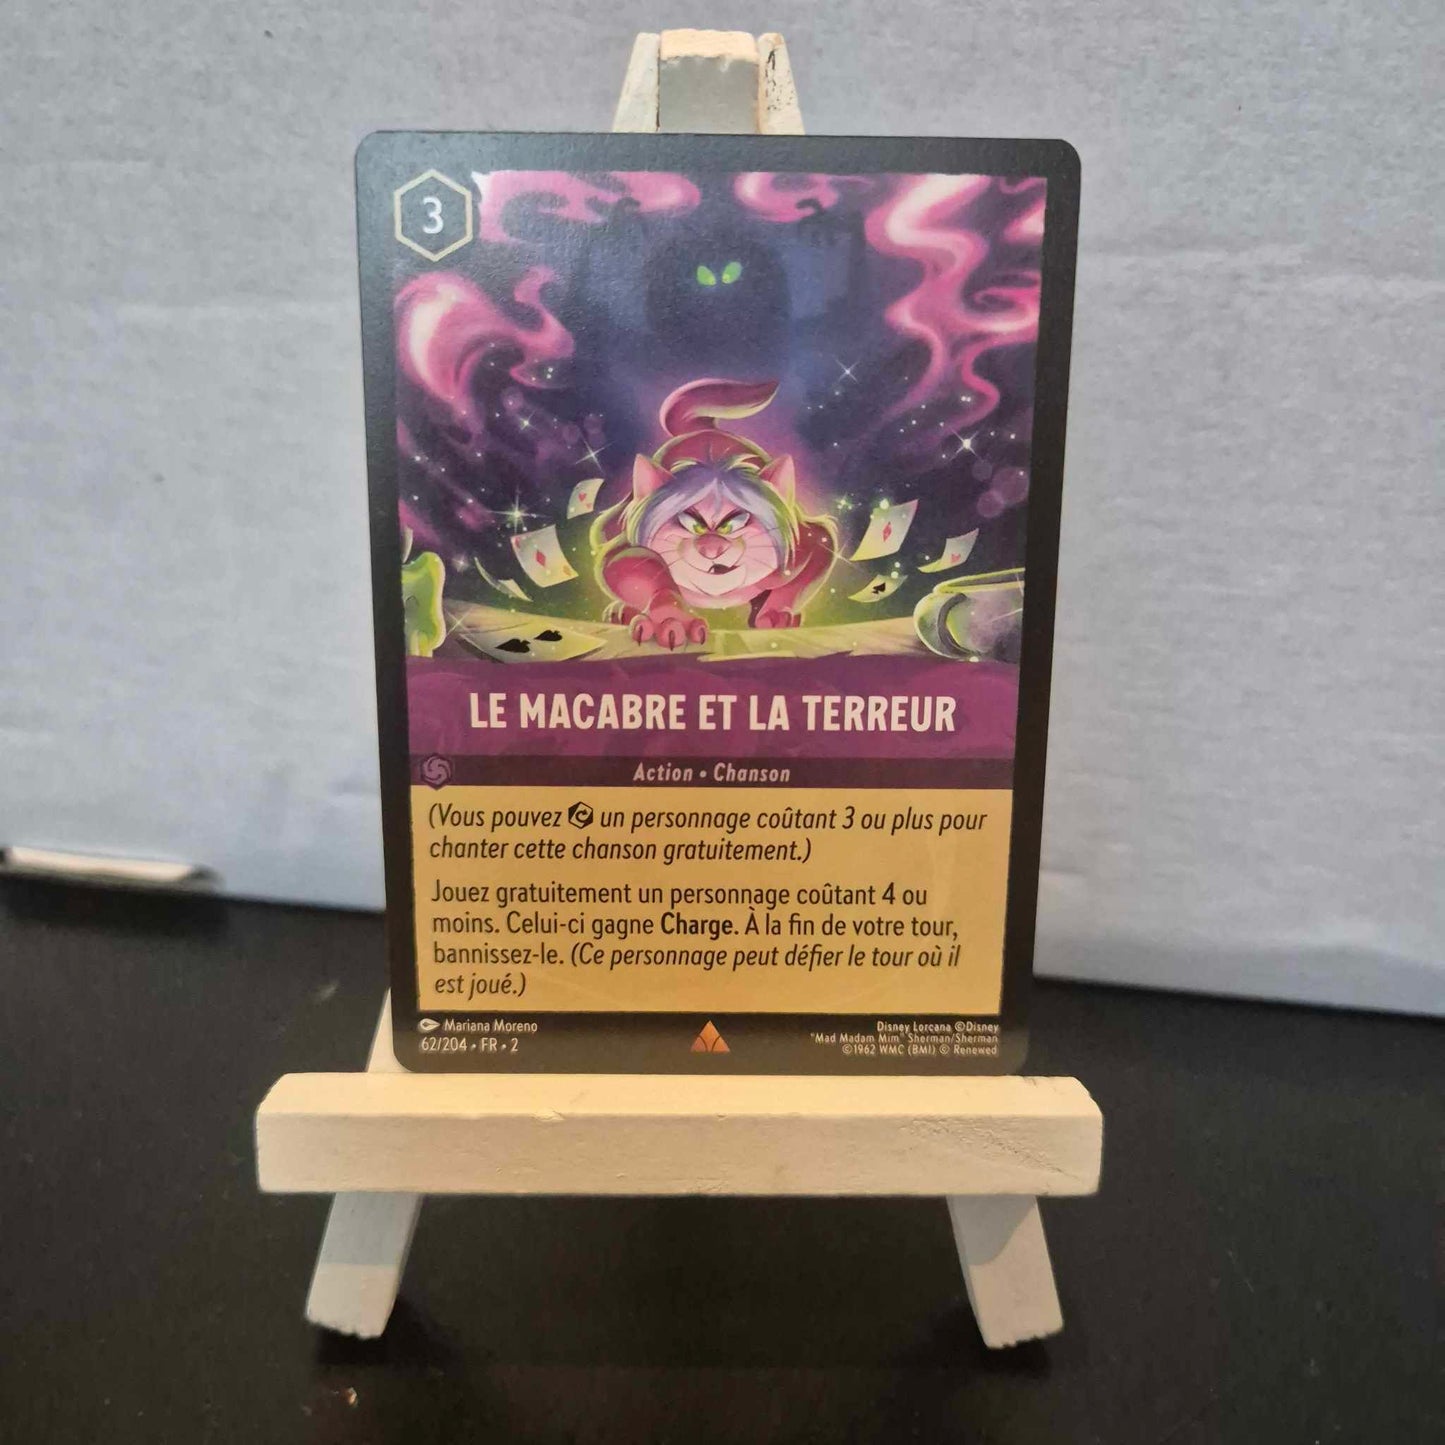 3
LE MACABRE ET LA TERREUR
Action • Chanson
(Vous pouvez un personnage coûtant 3 ou plus pour
chanter cette chanson gratuitement.)
Jouez gratuitement un personnage coûtant 4 ou
moins. Celui-ci gagne Charge. À la fin de votre tour,
bannissez-le. (Ce personnage peut défier le tour où il
est joué.)
Mariana Moreno
62/204 • FR • 2
Disney Lorcana ©Disney
"Mad Madam Mim" Sherman/Sherman
©1962 WMC (BMI) © Renewed